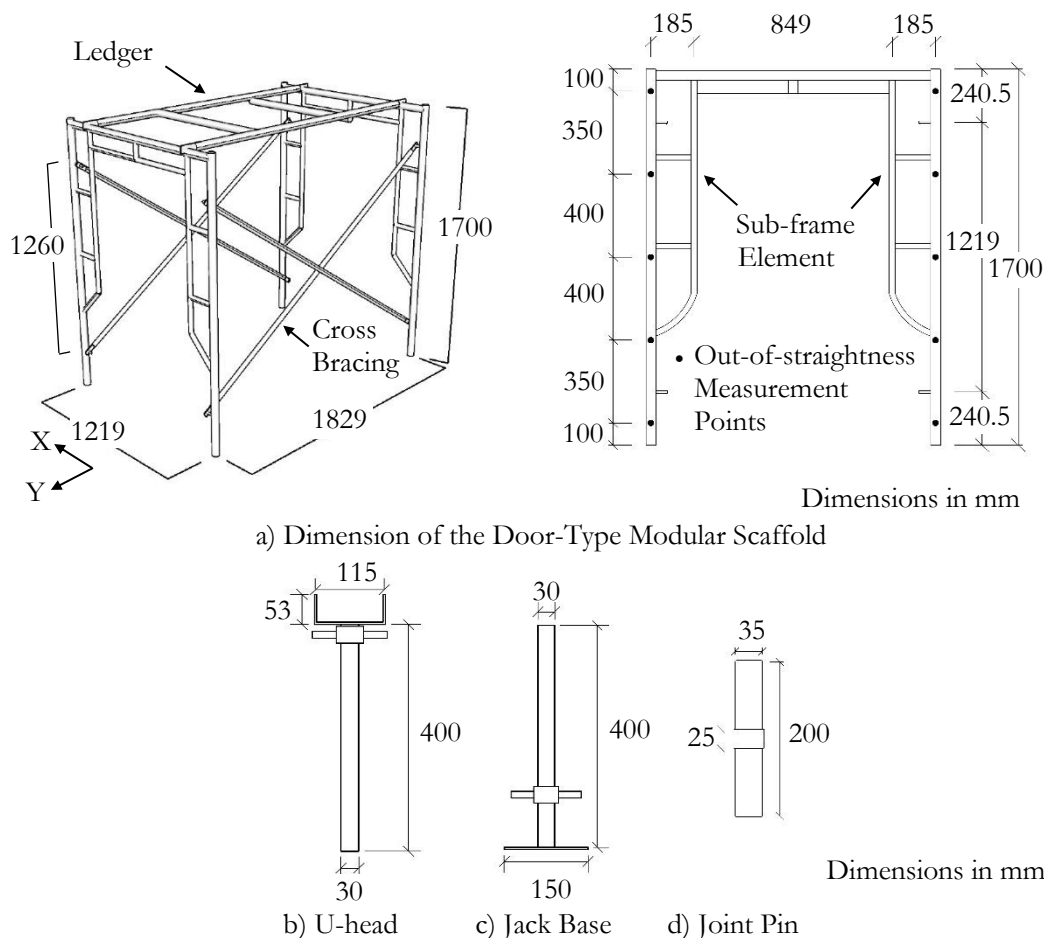 185
849
185
Ledger
100
350
400
400
350
100
240.5
1219
1700
240.5
Sub-frame
Element
Out-of-straightness
Measurement
Points
1260
1700
Cross
Bracing
1219
1829
X
Y
Dimensions in mm
a) Dimension of the Door-Type Modular Scaffold
115
53
400
30
30
400
150
35
25
200
Dimensions in mm
b) U-head
c) Jack Base
d) Joint Pin